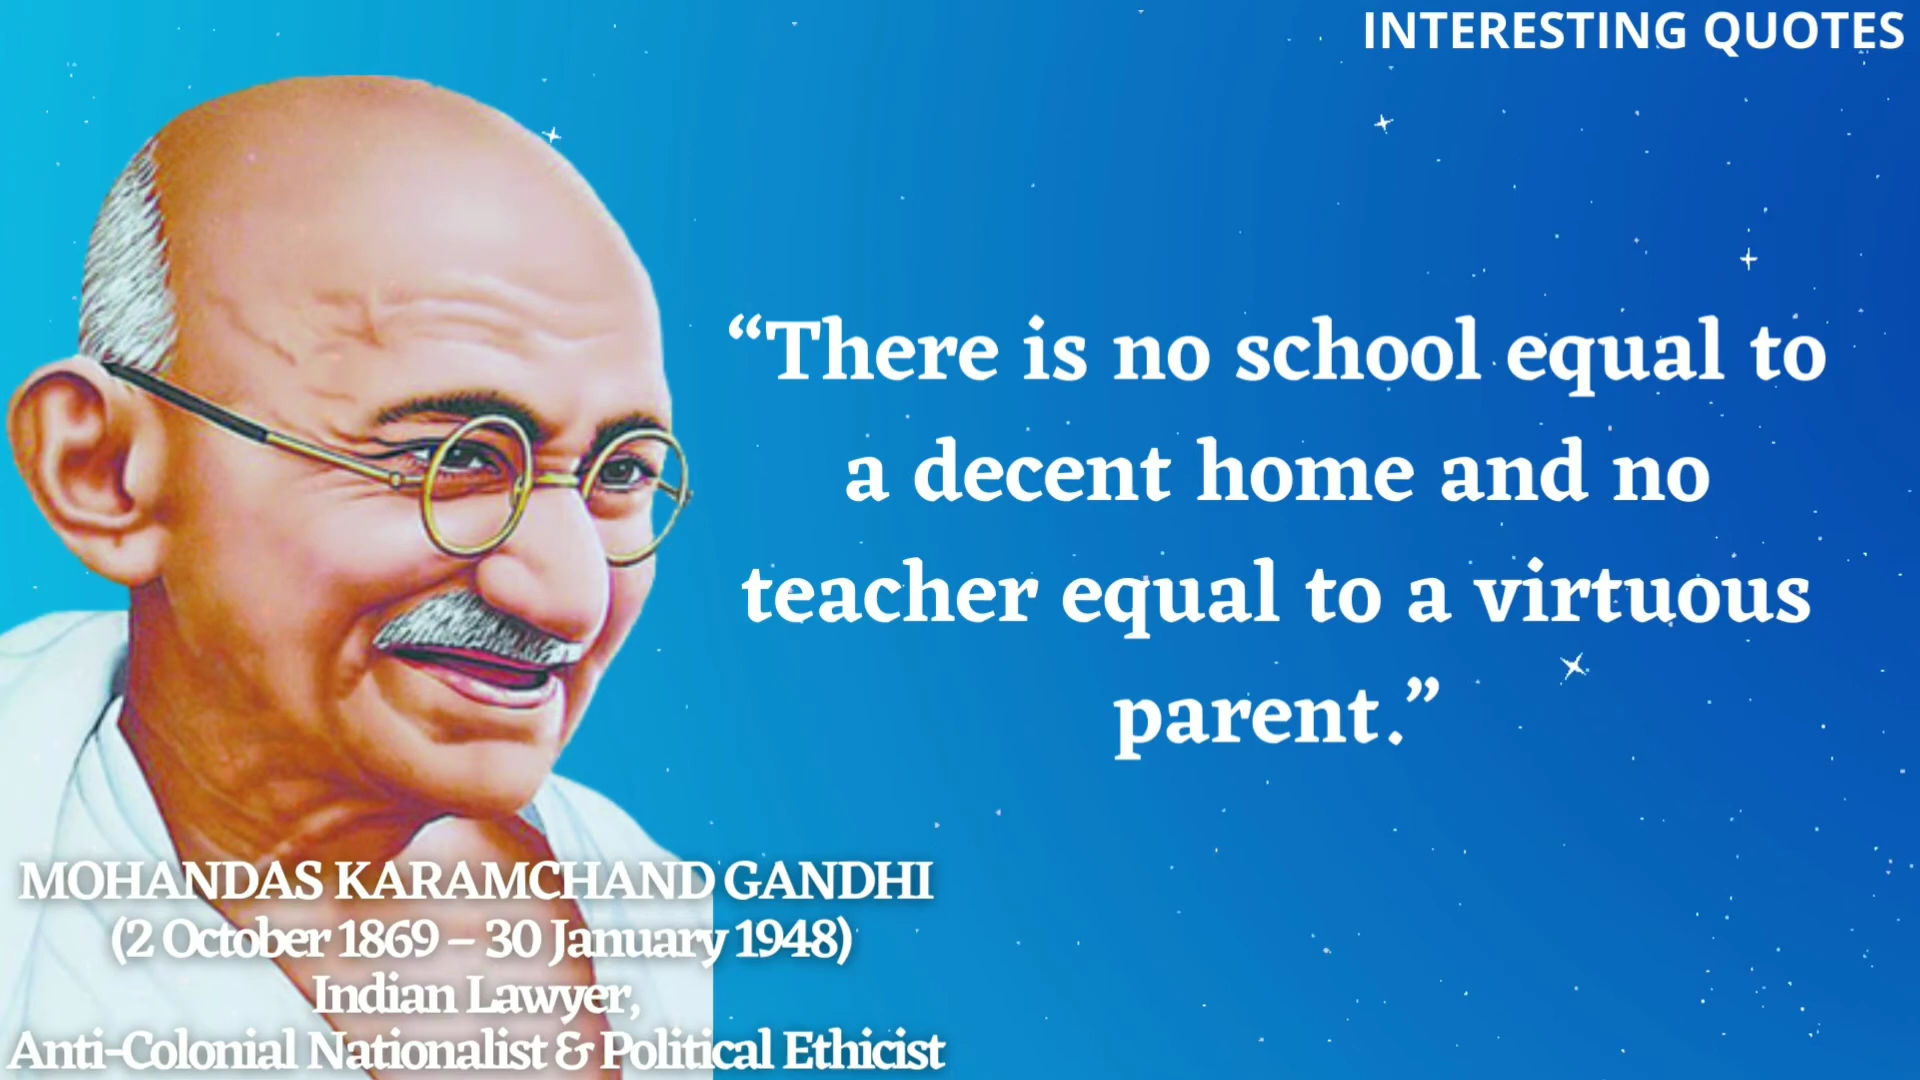 INTERESTING QUOTES
“There is no school equal to
a decent home and no
teacher equal to a virtuous
parent.”
MOHANDAS KARAMCHAND GANDHI
(2 October 1869 – 30 January 1948)
Indian Lawyer,
Anti-Colonial Nationalist & Political Ethicist